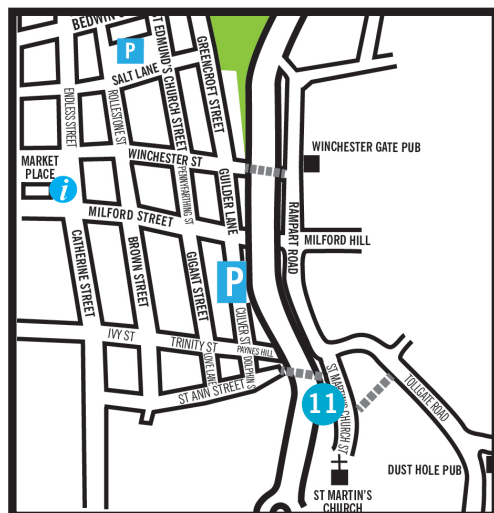 BEDWIN
ST EDMUND'S CHURCH STREET
GREENCROFT STREET
P
SALT LANE
ENDLESS STREET
ROLLESTONE ST
WINCHESTER GATE PUB
MARKET
PLACE
i
WINCHESTER ST
PENNYFARTHING ST
GUILDER LANE
MILFORD STREET
RAMPART ROAD
MILFORD HILL
CATHERINE STREET
BROWN STREET
GIGANT STREET
P
CULVER ST
IVY ST
TRINITY ST
PAYNES HILL
LOVE LANE
DOLPHIN ST
ST ANN STREET
11
ST MARTIN'S CHURCH ST
TOLLGATE ROAD
DUST HOLE PUB
ST MARTIN'S
CHURCH